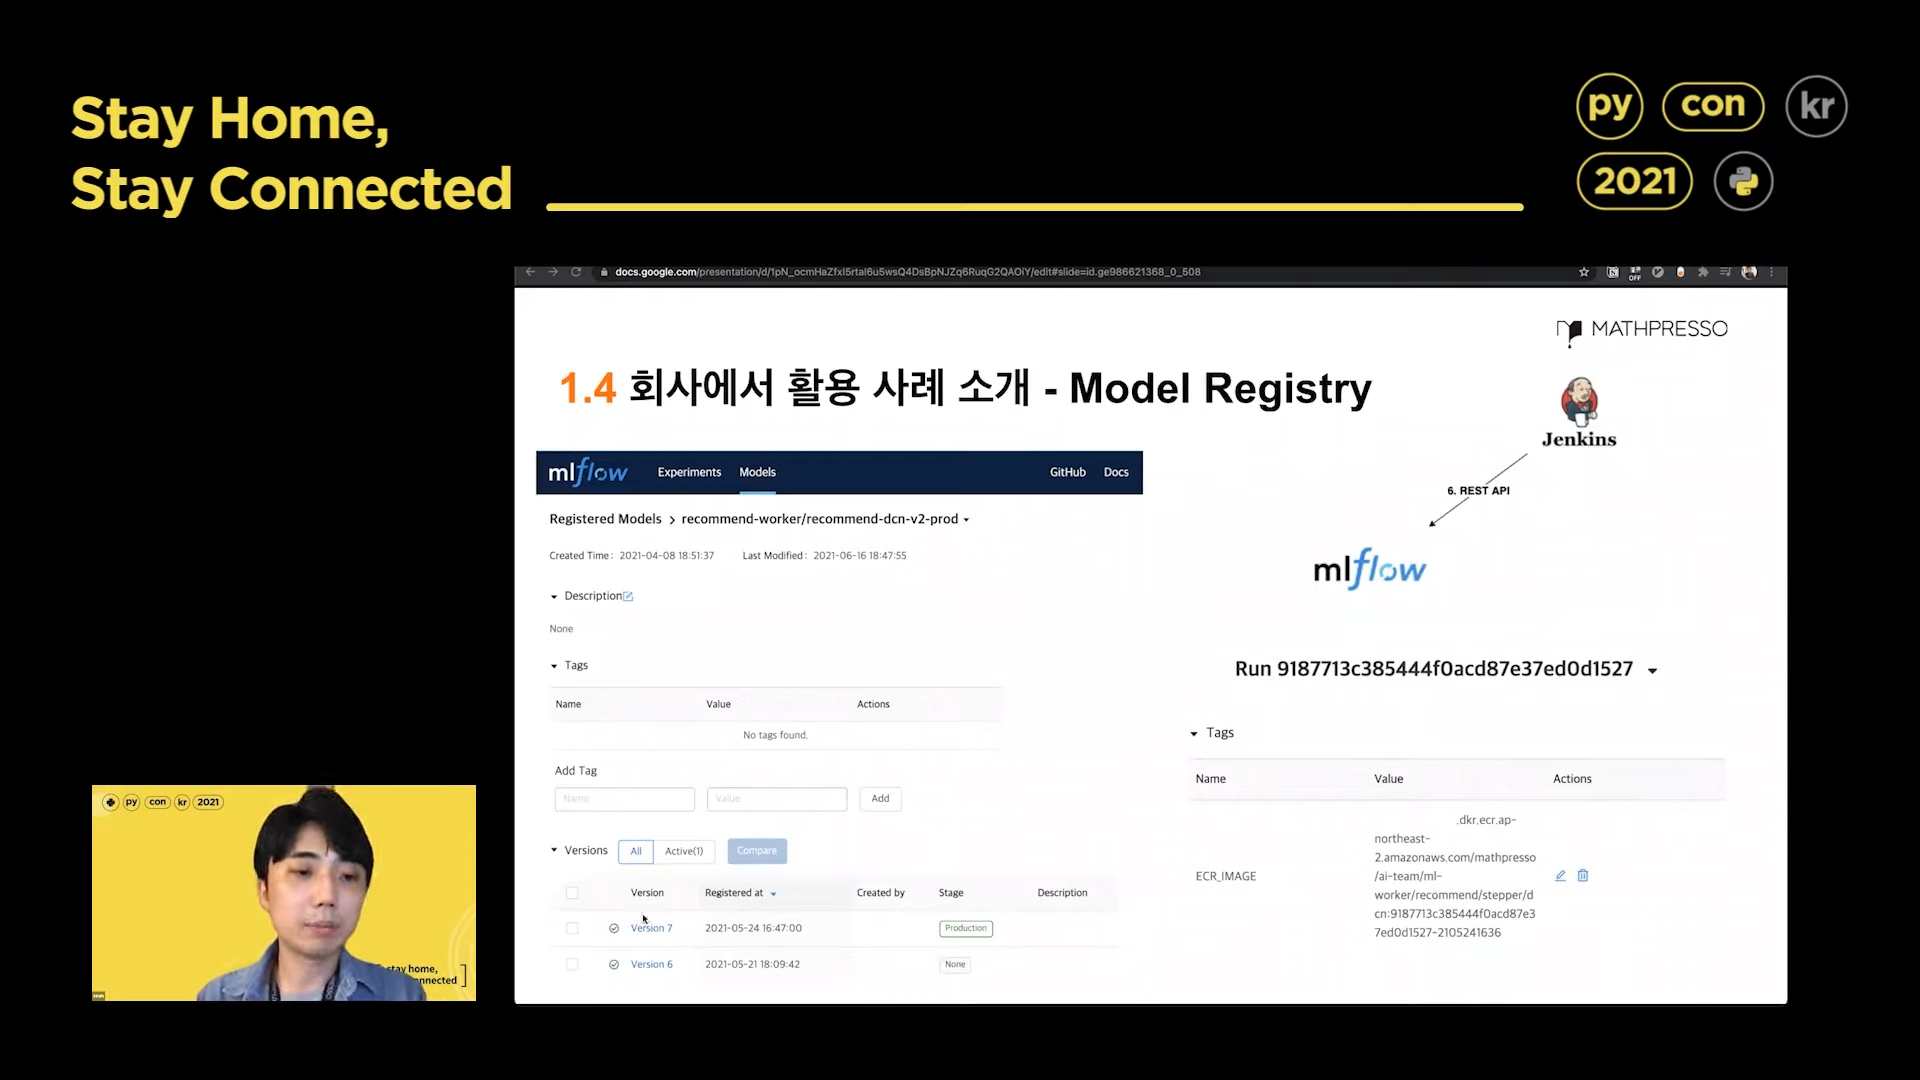 Stay Home,
Stay Connected
py con kr
2021
docs.google.com/presentation/d/1pN_ocmHaZfxI5rtal6u5wsQ4DsBpNJZq6RuqG2QAOiY/edit#slide=id.ge986621368_0_508
OFF
MATHPRESSO
1.4 회사에서 활용 사례 소개 - Model Registry
Jenkins
6. REST API
mlflow
mlflow Experiments Models GitHub Docs
Registered Models > recommend-worker/recommend-dcn-v2-prod
Created Time: 2021-04-08 18:51:37 Last Modified: 2021-06-16 18:47:55
Description
None
Tags
Name Value Actions
No tags found.
Add Tag
Name Value Add
Versions All Active(1) Compare
Version Registered at Created by Stage Description
Version 7 2021-05-24 16:47:00 Production
Version 6 2021-05-21 18:09:42 None
Run 9187713c385444f0acd87e37ed0d1527
Tags
Name Value Actions
ECR_IMAGE
.dkr.ecr.ap-
northeast-
2.amazonaws.com/mathpresso
/ai-team/ml-
worker/recommend/stepper/d
cn:9187713c385444f0acd87e3
7ed0d1527-2105241636
py con kr 2021
stay home,
nnected